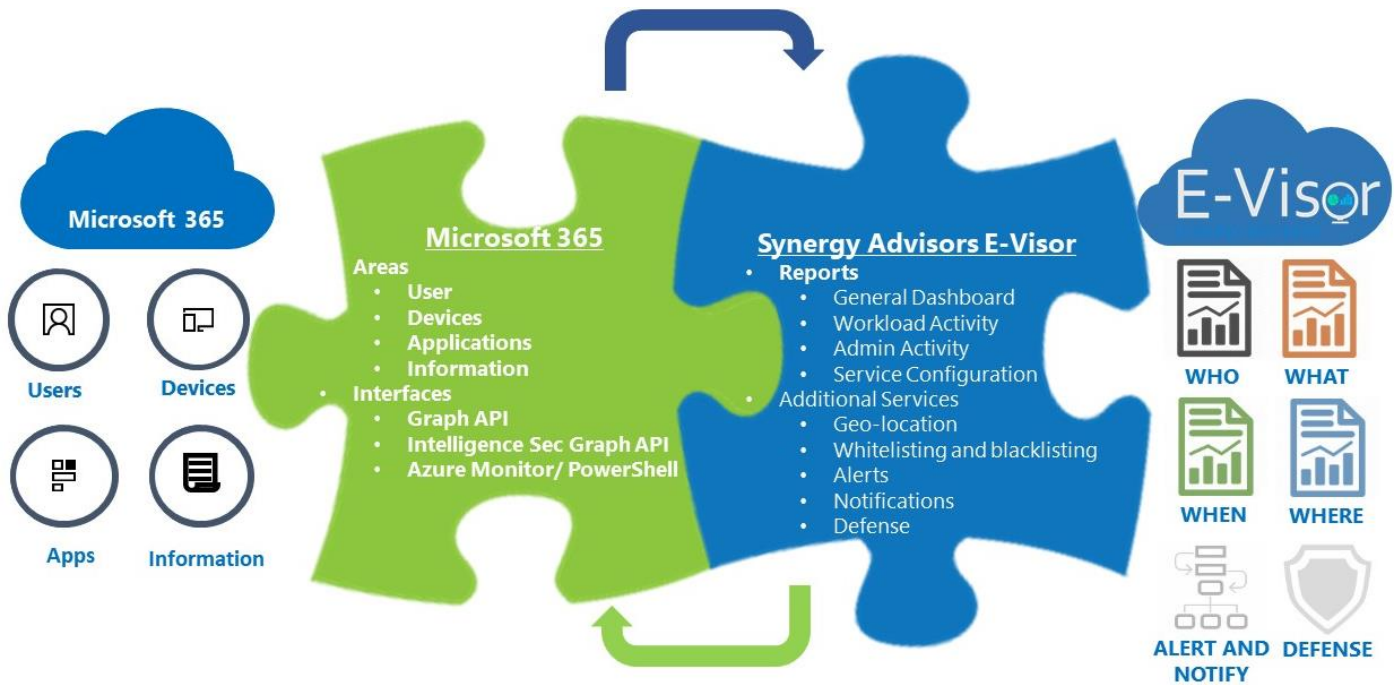 Microsoft 365
Users
Devices
Apps
Information
Microsoft 365
Areas
• User
• Devices
• Applications
• Information
• Interfaces
• Graph API
• Intelligence Sec Graph API
• Azure Monitor/ PowerShell
Synergy Advisors E-Visor
• Reports
• General Dashboard
• Workload Activity
• Admin Activity
• Service Configuration
• Additional Services
• Geo-location
• Whitelisting and blacklisting
• Alerts
• Notifications
• Defense
E-Visor
WHO
WHAT
WHEN
WHERE
ALERT AND
NOTIFY
DEFENSE